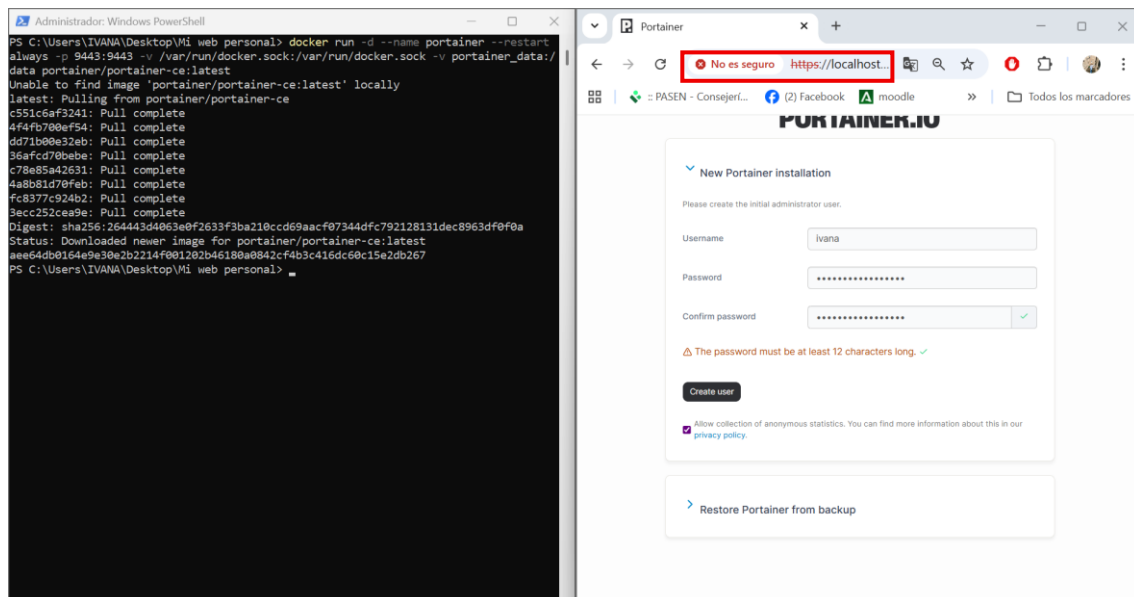 Administrador: Windows PowerShell
PS C:\Users\IVANA\Desktop\Mi web personal> docker run -d --name portainer --restart
always -p 9443:9443 -v /var/run/docker.sock:/var/run/docker.sock -v portainer_data:/
data portainer/portainer-ce:latest
Unable to find image 'portainer/portainer-ce:latest' locally
latest: Pulling from portainer/portainer-ce
c551c6af3241: Pull complete
4f4fb700ef54: Pull complete
dd71b00e32eb: Pull complete
36afcd70bebe: Pull complete
c78e85a42631: Pull complete
4a8b81d70feb: Pull complete
fc8377c924b2: Pull complete
3ecc252cea9e: Pull complete
Digest: sha256:264443d4063e0f2633f3ba210ccd69aacf07344dfc792128131dec8963df0f0a
Status: Downloaded newer image for portainer/portainer-ce:latest
aee64db0164e9e30e2b2214f001202b46180a0842cf4b3c416dc60c15e2db267
PS C:\Users\IVANA\Desktop\Mi web personal>
Portainer
No es seguro https://localhost...
:: PASEN - Consejerí... (2) Facebook moodle » Todos los marcadores
PORTAINER.IO
New Portainer installation
Please create the initial administrator user.
Username ivana
Password •••••••••••••••••
Confirm password •••••••••••••••••
The password must be at least 12 characters long.
Create user
Allow collection of anonymous statistics. You can find more information about this in our
privacy policy.
Restore Portainer from backup